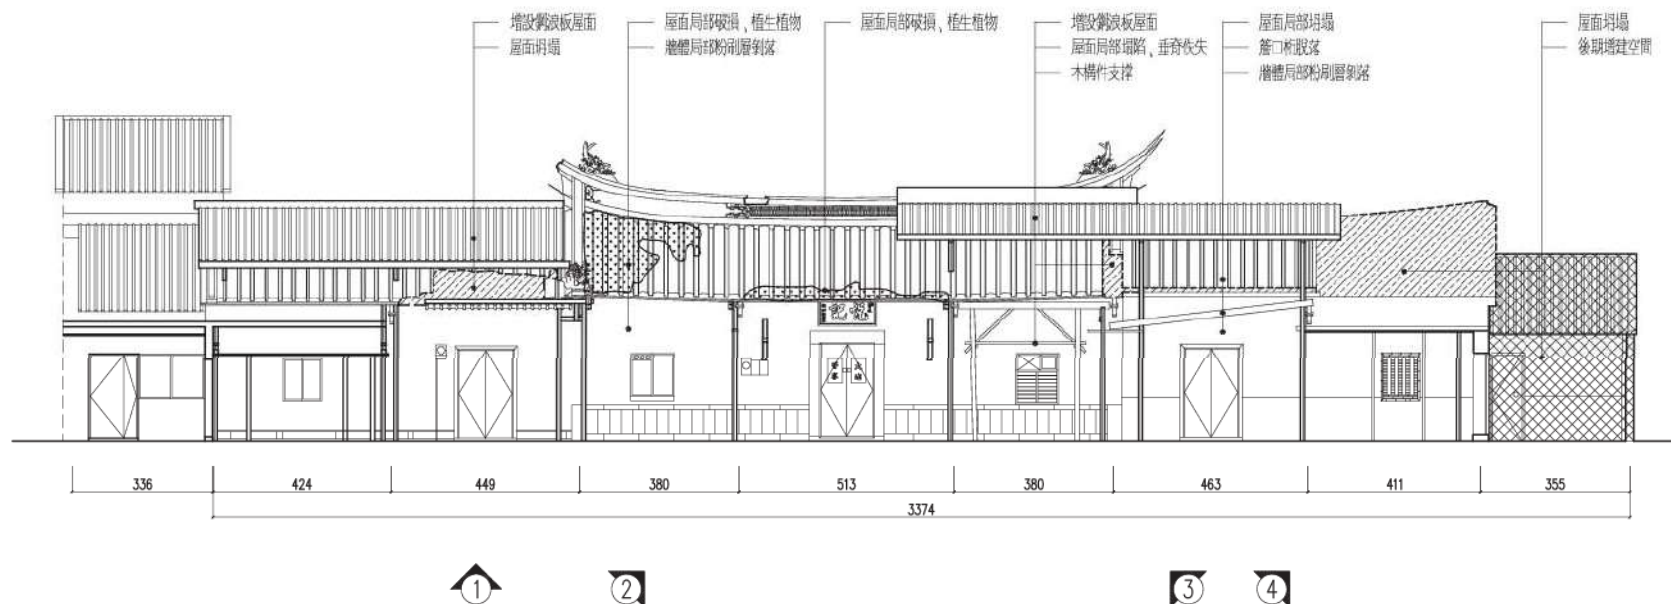 增設鋼浪板屋面
屋面坍塌
屋面局部破損，植生植物
牆體局部粉刷層剝落
屋面局部破損，植生植物
增設鋼浪板屋面
屋面局部塌陷，垂脊佚失
木構件支撐
屋面局部坍塌
簷口桁脫落
牆體局部粉刷層剝落
屋面坍塌
後期增建空間
336
424
449
380
513
380
463
411
355
3374
1
2
3
4